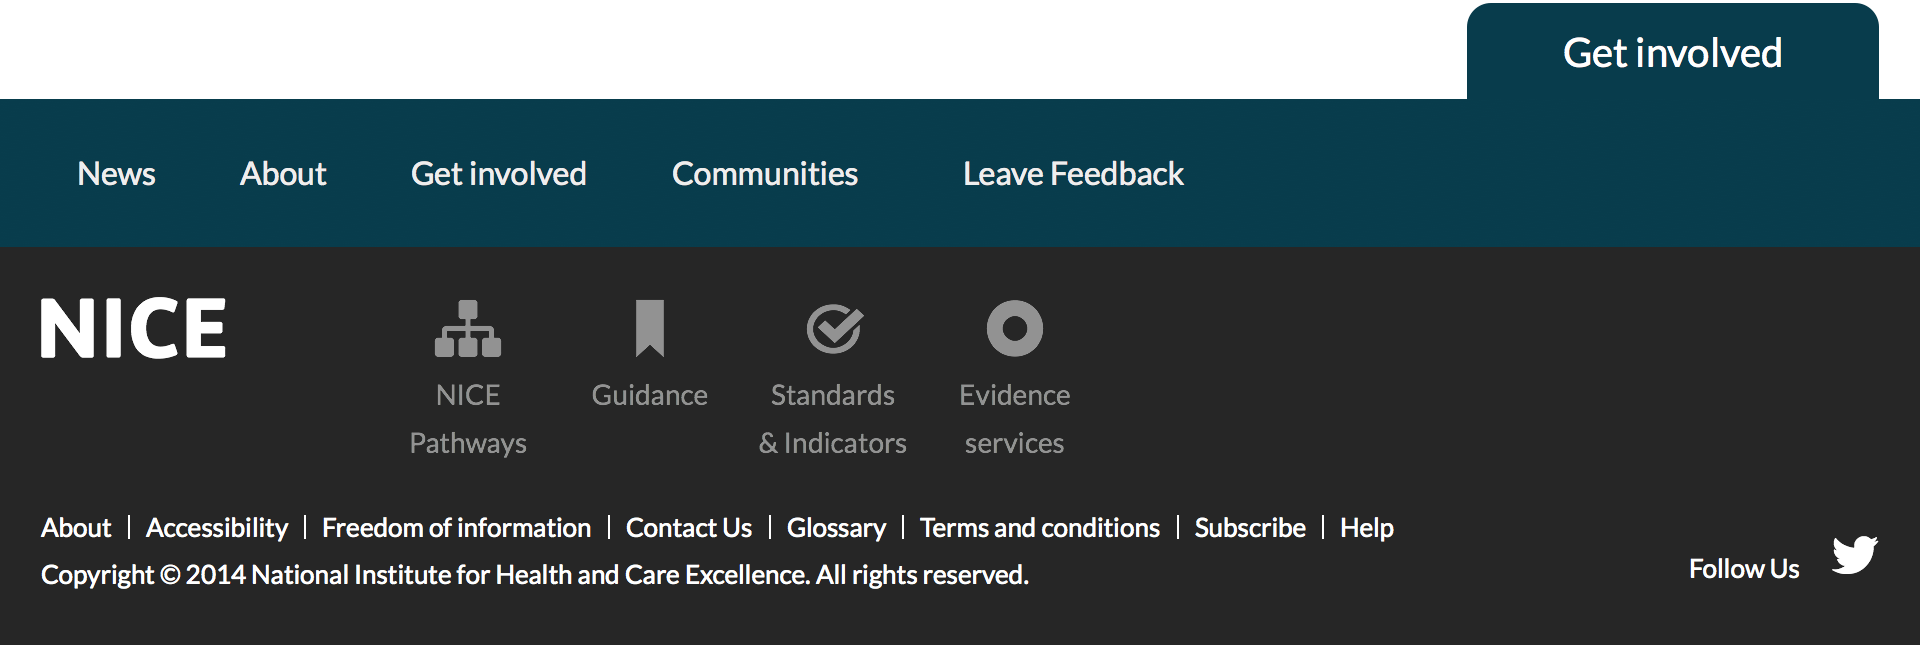 Get involved
News About Get involved Communities Leave Feedback
NICE
NICE Pathways
Guidance
Standards & Indicators
Evidence services
About | Accessibility | Freedom of information | Contact Us | Glossary | Terms and conditions | Subscribe | Help
Copyright © 2014 National Institute for Health and Care Excellence. All rights reserved.
Follow Us